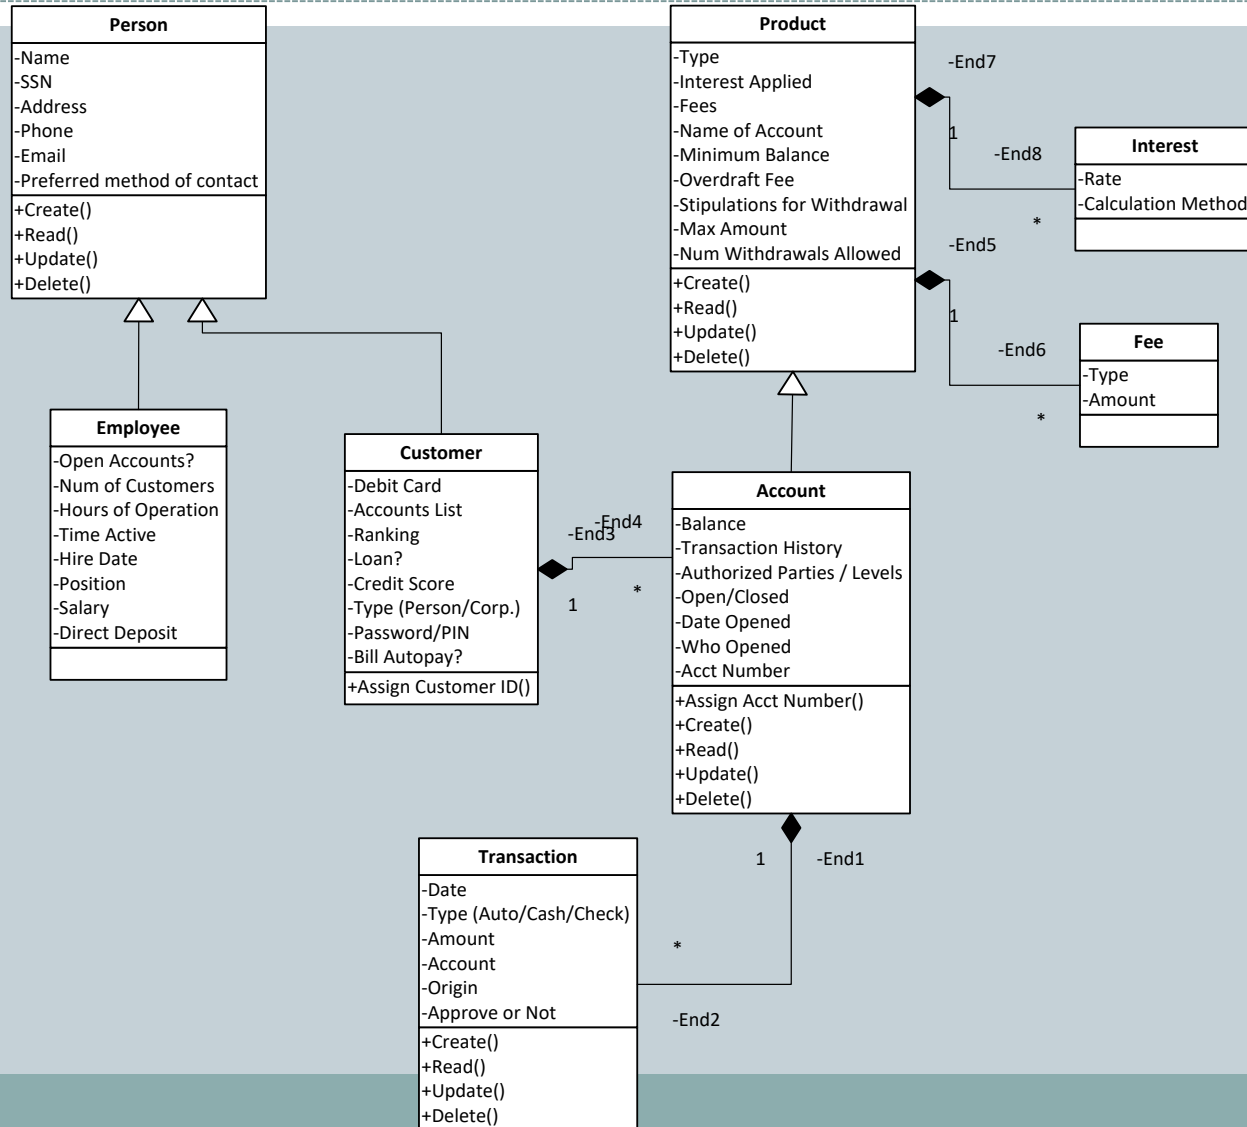 Person
-Name
-SSN
-Address
-Phone
-Email
-Preferred method of contact
+Create()
+Read()
+Update()
+Delete()
Product
-Type
-Interest Applied
-Fees
-Name of Account
-Minimum Balance
-Overdraft Fee
-Stipulations for Withdrawal
-Max Amount
-Num Withdrawals Allowed
+Create()
+Read()
+Update()
+Delete()
-End7
1
-End8
*
Interest
-Rate
-Calculation Method
-End5
1
-End6
*
Fee
-Type
-Amount
Employee
-Open Accounts?
-Num of Customers
-Hours of Operation
-Time Active
-Hire Date
-Position
-Salary
-Direct Deposit
Customer
-Debit Card
-Accounts List
-Ranking
-Loan?
-Credit Score
-Type (Person/Corp.)
-Password/PIN
-Bill Autopay?
+Assign Customer ID()
-End4
-End3
*
1
Account
-Balance
-Transaction History
-Authorized Parties / Levels
-Open/Closed
-Date Opened
-Who Opened
-Acct Number
+Assign Acct Number()
+Create()
+Read()
+Update()
+Delete()
1
-End1
*
-End2
Transaction
-Date
-Type (Auto/Cash/Check)
-Amount
-Account
-Origin
-Approve or Not
+Create()
+Read()
+Update()
+Delete()